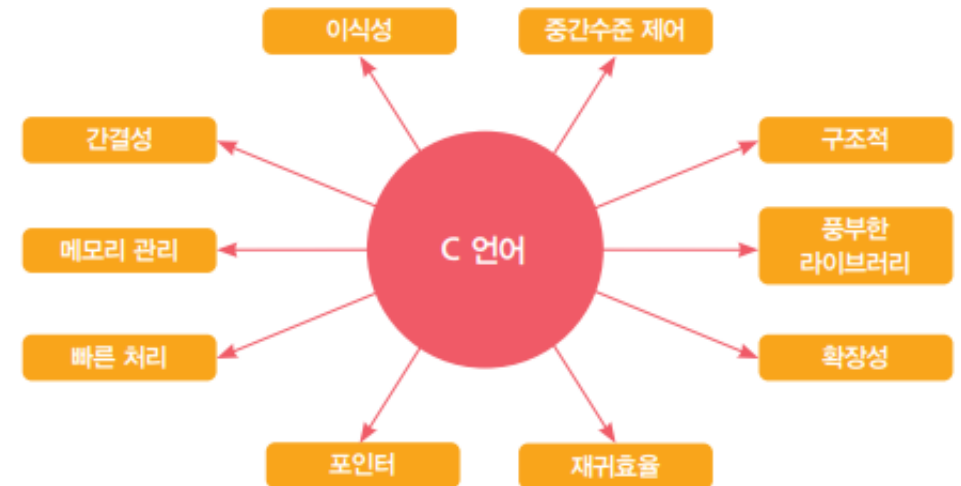 이식성
중간수준 제어
간결성
구조적
메모리 관리
C 언어
풍부한
라이브러리
빠른 처리
확장성
포인터
재귀효율